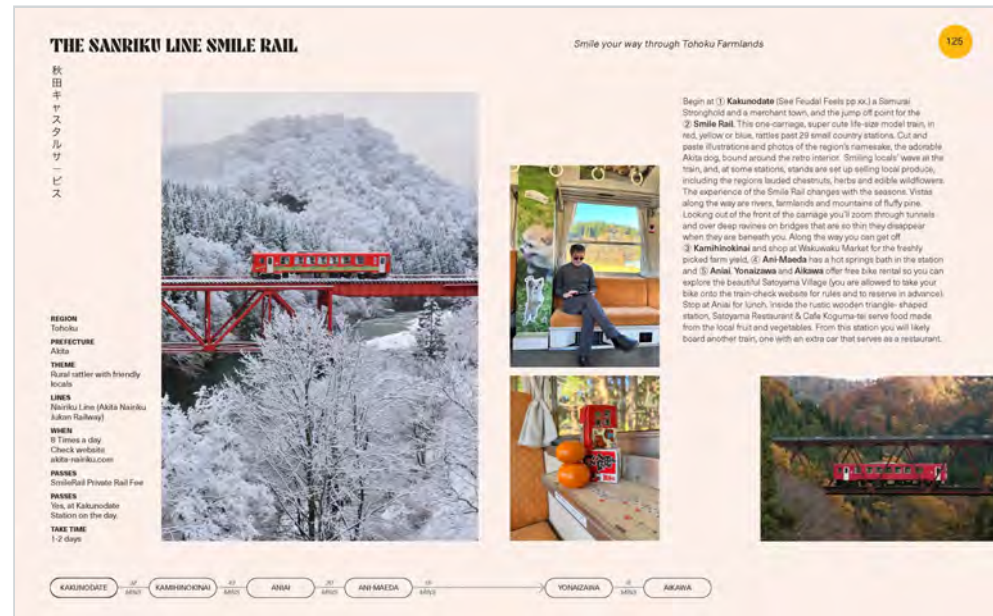 THE SANRIKU LINE SMILE RAIL
Smile your way through Tohoku Farmlands
125
秋田キャスタルサービス
Begin at ① Kakunodate (See Feudal Feels pp xx.) a Samurai
Stronghold and a merchant town, and the jump off point for the
② Smile Rail. This one-carriage, super cute life-size model train, in
red, yellow or blue, rattles past 29 small country stations. Cut and
paste illustrations and photos of the region's namesake, the adorable
Akita dog, bound around the retro interior. Smiling locals' wave at the
train, and, at some stations, stands are set up selling local produce,
including the regions lauded chestnuts, herbs and edible wildflowers.
The experience of the Smile Rail changes with the seasons. Vistas
along the way are rivers, farmlands and mountains of fluffy pine.
Looking out of the front of the carriage you'll zoom through tunnels
and over deep ravines on bridges that are so thin they disappear
when they are beneath you. Along the way you can get off
③ Kamihinokinai and shop at Wakuwaku Market for the freshly
picked farm yield, ④ Ani-Maeda has a hot springs bath in the station
and ⑤ Aniai, Yonaizawa and Aikawa offer free bike rental so you can
explore the beautiful Satoyama Village (you are allowed to take your
bike onto the train-check website for rules and to reserve in advance).
Stop at Aniai for lunch. Inside the rustic wooden triangle- shaped
station, Satoyama Restaurant & Cafe Koguma-tei serve food made
from the local fruit and vegetables. From this station you will likely
board another train, one with an extra car that serves as a restaurant.
REGION
Tohoku
PREFECTURE
Akita
THEME
Rural rattler with friendly
locals
LINES
Nairiku Line (Akita Nairiku
Jukan Railway)
WHEN
8 Times a day
Check website
akita-nairiku.com
PASSES
SmileRail Private Rail Fee
PASSES
Yes, at Kakunodate
Station on the day.
TAKE TIME
1-2 days
KAKUNODATE
MINS
KAMIHINOKINAI
MINS
ANIAI
MINS
ANI-MAEDA
MINS
YONAIZAWA
MINS
AIKAWA